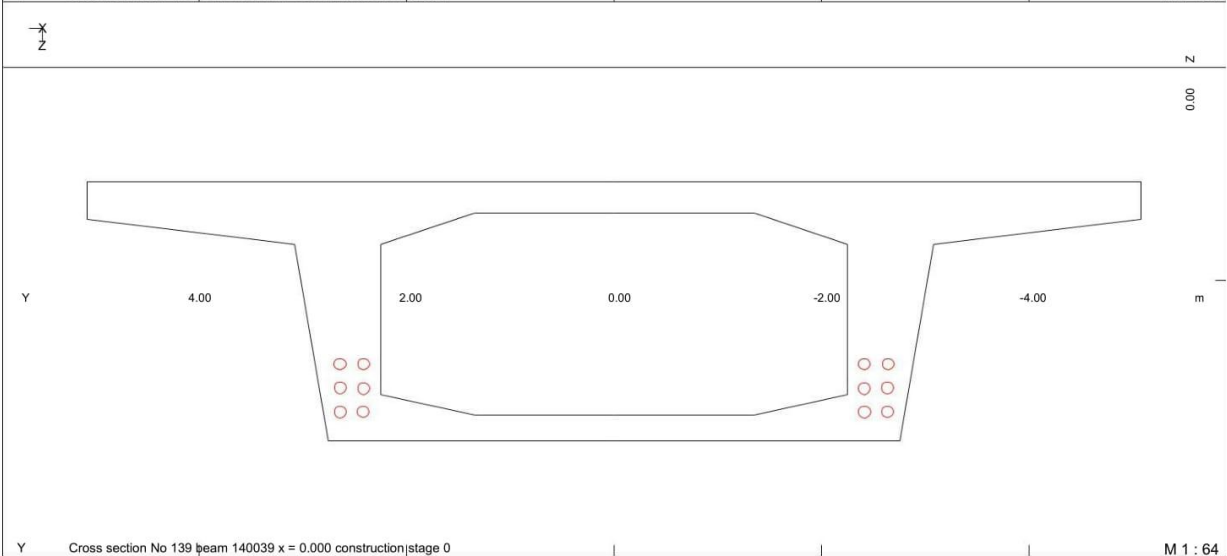 X
Z
Z
0.00
Y 4.00 2.00 0.00 -2.00 -4.00 m
Y Cross section No 139 beam 140039 x = 0.000 construction stage 0 M 1 : 64